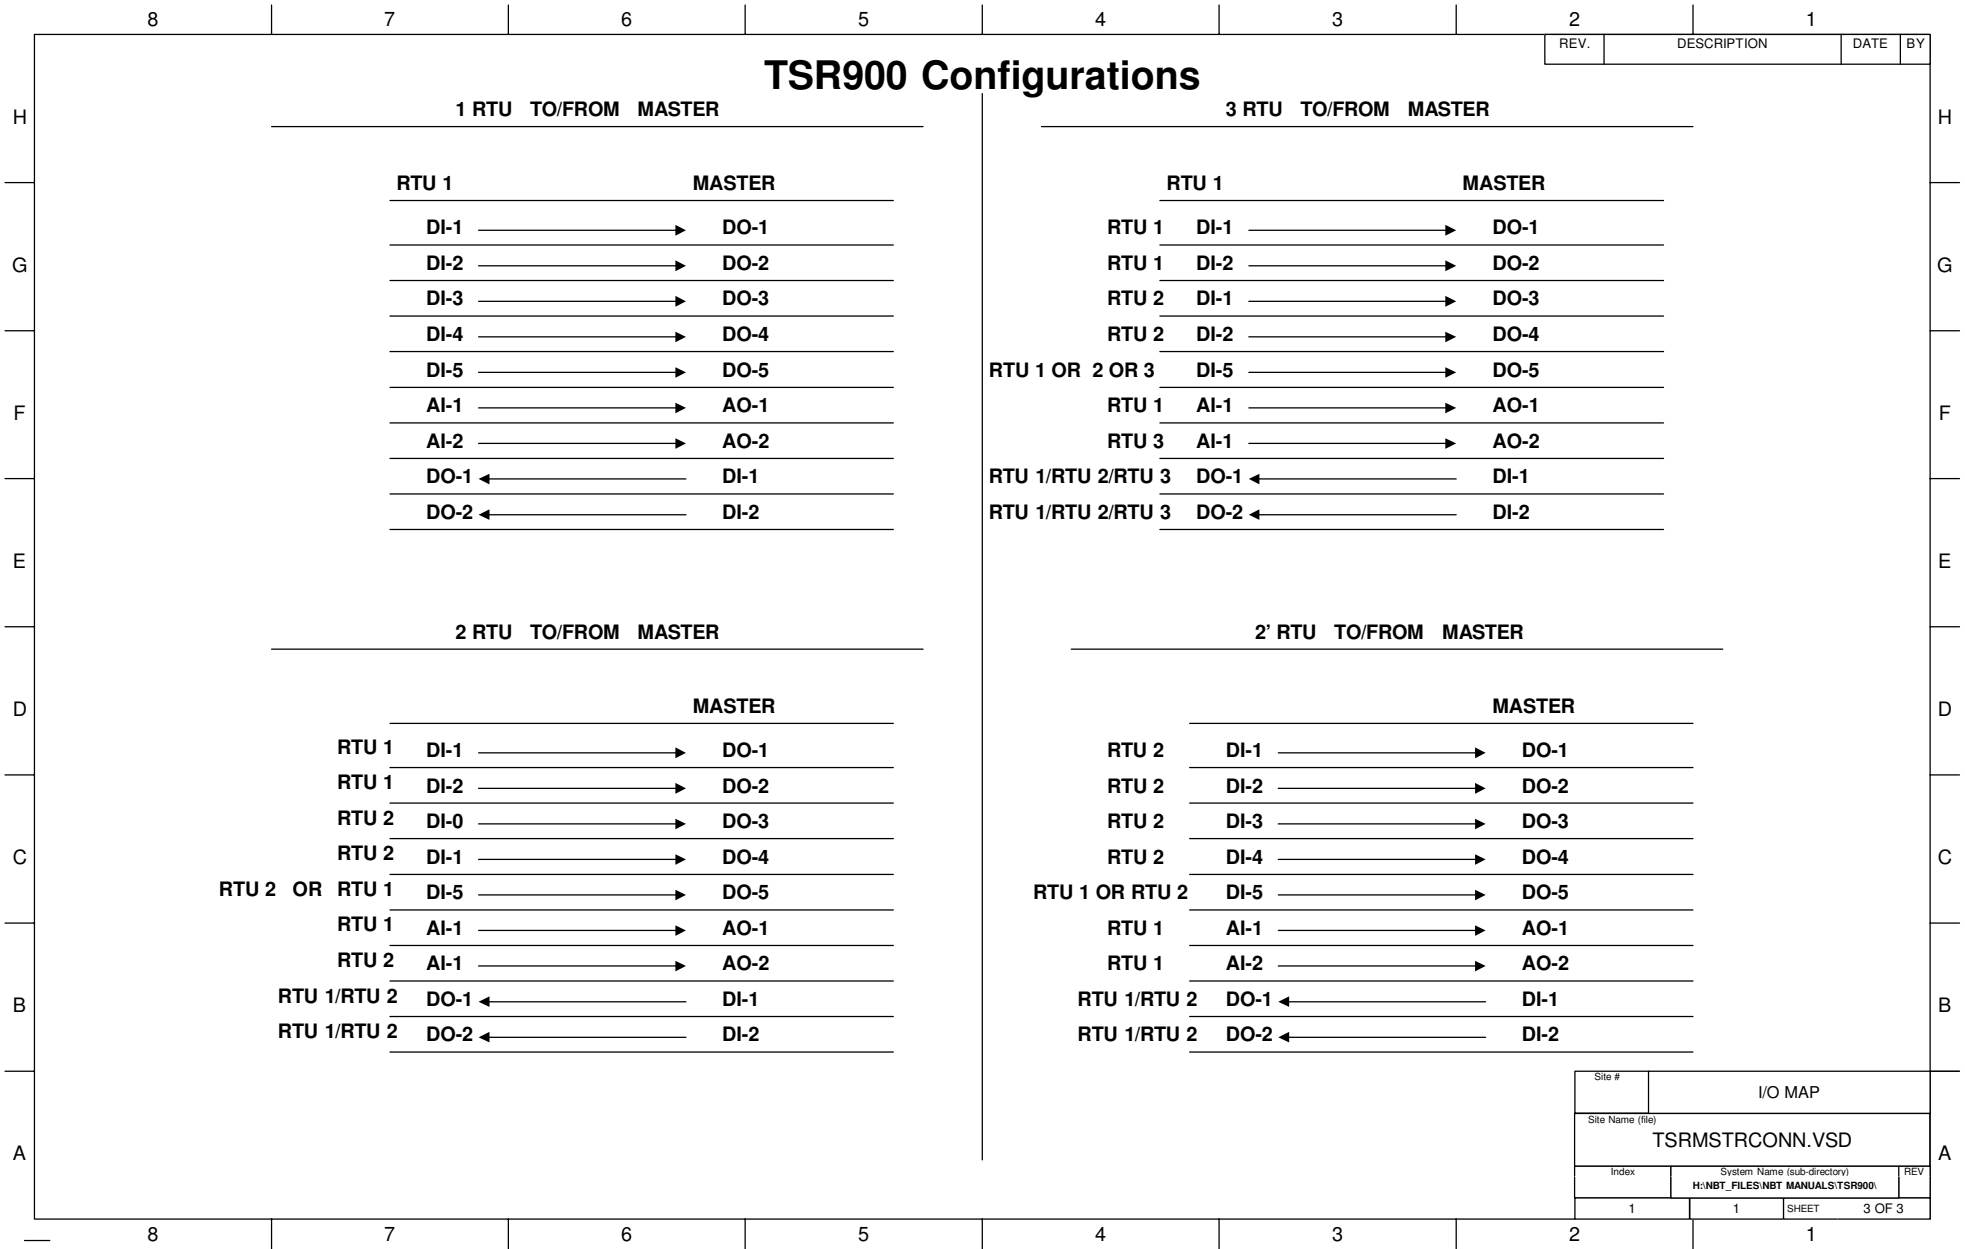 8 7 6 5 4 3 2 1
REV. DESCRIPTION DATE BY
TSR900 Configurations
H
H
1 RTU TO/FROM MASTER
RTU 1 MASTER
DI-1 DO-1
DI-2 DO-2
DI-3 DO-3
DI-4 DO-4
DI-5 DO-5
AI-1 AO-1
AI-2 AO-2
DO-1 DI-1
DO-2 DI-2
3 RTU TO/FROM MASTER
RTU 1 MASTER
RTU 1 DI-1 DO-1
RTU 1 DI-2 DO-2
RTU 2 DI-1 DO-3
RTU 2 DI-2 DO-4
RTU 1 OR 2 OR 3 DI-5 DO-5
RTU 1 AI-1 AO-1
RTU 3 AI-1 AO-2
RTU 1/RTU 2/RTU 3 DO-1 DI-1
RTU 1/RTU 2/RTU 3 DO-2 DI-2
G
G
F
F
E
E
2 RTU TO/FROM MASTER
MASTER
RTU 1 DI-1 DO-1
RTU 1 DI-2 DO-2
RTU 2 DI-0 DO-3
RTU 2 DI-1 DO-4
RTU 2 OR RTU 1 DI-5 DO-5
RTU 1 AI-1 AO-1
RTU 2 AI-1 AO-2
RTU 1/RTU 2 DO-1 DI-1
RTU 1/RTU 2 DO-2 DI-2
2’ RTU TO/FROM MASTER
MASTER
RTU 2 DI-1 DO-1
RTU 2 DI-2 DO-2
RTU 2 DI-3 DO-3
RTU 2 DI-4 DO-4
RTU 1 OR RTU 2 DI-5 DO-5
RTU 1 AI-1 AO-1
RTU 1 AI-2 AO-2
RTU 1/RTU 2 DO-1 DI-1
RTU 1/RTU 2 DO-2 DI-2
D
D
C
C
B
B
A
A
Site # I/O MAP
Site Name (file)
TSRMSTRCONN.VSD
Index System Name (sub-directory) REV
H:\NBT_FILES\NBT MANUALS\TSR900\
1 1 SHEET 3 OF 3
8 7 6 5 4 3 2 1